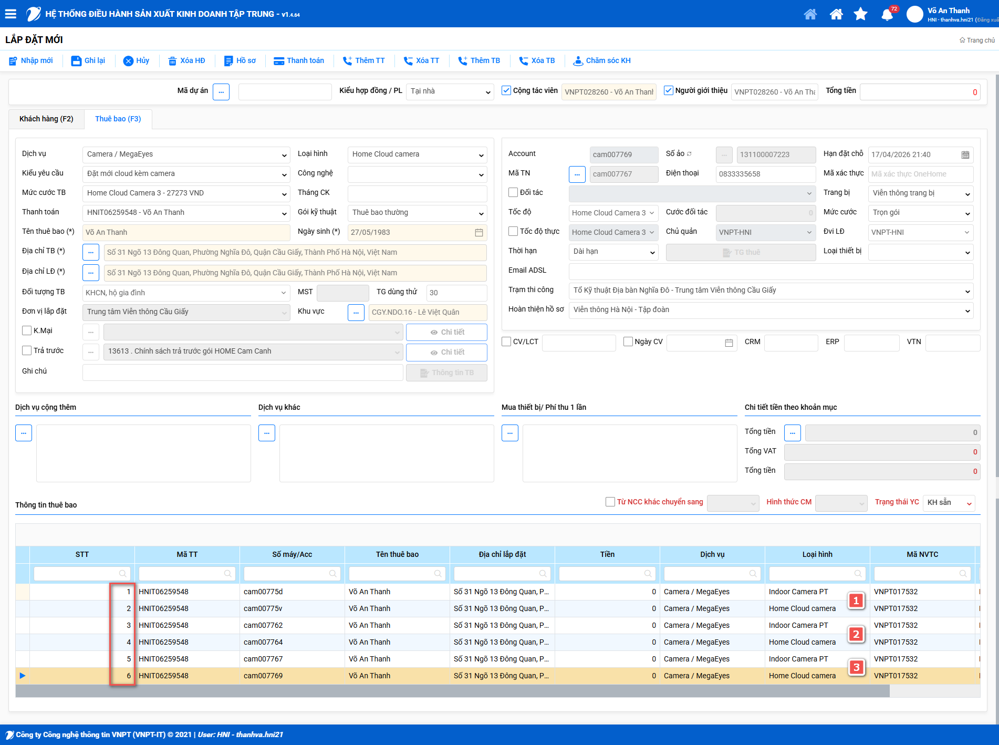 HỆ THỐNG ĐIỀU HÀNH SẢN XUẤT KINH DOANH TẬP TRUNG - v1.4.64
72
Võ An Thanh
HNI - thanhva.hni21 (Đăng xuấ
LẮP ĐẶT MỚI
Trang chủ
Nhập mới Ghi lại Hủy Xóa HĐ Hồ sơ Thanh toán Thêm TT Xóa TT Thêm TB Xóa TB Chăm sóc KH
Mã dự án ... Kiểu hợp đồng / PL Tại nhà Cộng tác viên VNPT028260 - Võ An Thanh Người giới thiệu VNPT028260 - Võ An Tha Tổng tiền 0
Khách hàng (F2) Thuê bao (F3)
Dịch vụ Camera / MegaEyes Loại hình Home Cloud camera
Kiểu yêu cầu Đặt mới cloud kèm camera Công nghệ
Mức cước TB Home Cloud Camera 3 - 27273 VND Tháng CK
Thanh toán HNIT06259548 - Võ An Thanh Gói kỹ thuật Thuê bao thường
Tên thuê bao (*) Võ An Thanh Ngày sinh (*) 27/05/1983
Địa chỉ TB (*) ... Số 31 Ngõ 13 Đông Quan, Phường Nghĩa Đô, Quận Cầu Giấy, Thành Phố Hà Nội, Việt Nam
Địa chỉ LĐ (*) ... Số 31 Ngõ 13 Đông Quan, Phường Nghĩa Đô, Quận Cầu Giấy, Thành Phố Hà Nội, Việt Nam
Đối tượng TB KHCN, hộ gia đình MST TG dùng thử 30
Đơn vị lắp đặt Trung tâm Viễn thông Cầu Giấy Khu vực ... CGY.NDO.16 - Lê Việt Quân
K.Mại ... Chi tiết
Trả trước ... 13613 . Chính sách trả trước gói HOME Cam Canh Chi tiết
Ghi chú Thông tin TB
Account cam007769 Số ảo ... 131100007223 Hạn đặt chỗ 17/04/2026 21:40
Mã TN ... cam007767 Điện thoại 0833335658 Mã xác thực Mã xác thực OneHome
Đối tác Trang bị Viễn thông trang bị
Tốc độ Home Cloud Camera 3 Cước đối tác 0 Mức cước Trọn gói
Tốc độ thực Home Cloud Camera 3 Chủ quản VNPT-HNI Đvi LĐ VNPT-HNI
Thời hạn Dài hạn TG thuê Loại thiết bị
Email ADSL
Trạm thi công Tổ Kỹ thuật Địa bàn Nghĩa Đô - Trung tâm Viễn thông Cầu Giấy
Hoàn thiện hồ sơ Viễn thông Hà Nội - Tập đoàn
CV/LCT Ngày CV CRM ERP VTN
Dịch vụ cộng thêm Dịch vụ khác Mua thiết bị/ Phí thu 1 lần Chi tiết tiền theo khoản mục
... ... ... Tổng tiền ... 0
Tổng VAT 0
Tổng tiền 0
Thông tin thuê bao Từ NCC khác chuyển sang Hình thức CM Trạng thái YC KH sẵn
STT Mã TT Số máy/Acc Tên thuê bao Địa chỉ lắp đặt Tiền Dịch vụ Loại hình Mã NVTC
1 HNIT06259548 cam00775d Võ An Thanh Số 31 Ngõ 13 Đông Quan, P... 0 Camera / MegaEyes Indoor Camera PT VNPT017532
1
2 HNIT06259548 cam00775v Võ An Thanh Số 31 Ngõ 13 Đông Quan, P... 0 Camera / MegaEyes Home Cloud camera VNPT017532
3 HNIT06259548 cam007762 Võ An Thanh Số 31 Ngõ 13 Đông Quan, P... 0 Camera / MegaEyes Indoor Camera PT VNPT017532
2
4 HNIT06259548 cam007764 Võ An Thanh Số 31 Ngõ 13 Đông Quan, P... 0 Camera / MegaEyes Home Cloud camera VNPT017532
5 HNIT06259548 cam007767 Võ An Thanh Số 31 Ngõ 13 Đông Quan, P... 0 Camera / MegaEyes Indoor Camera PT VNPT017532
3
6 HNIT06259548 cam007769 Võ An Thanh Số 31 Ngõ 13 Đông Quan, P... 0 Camera / MegaEyes Home Cloud camera VNPT017532
Công ty Công nghệ thông tin VNPT (VNPT-IT) © 2021 | User: HNI - thanhva.hni21